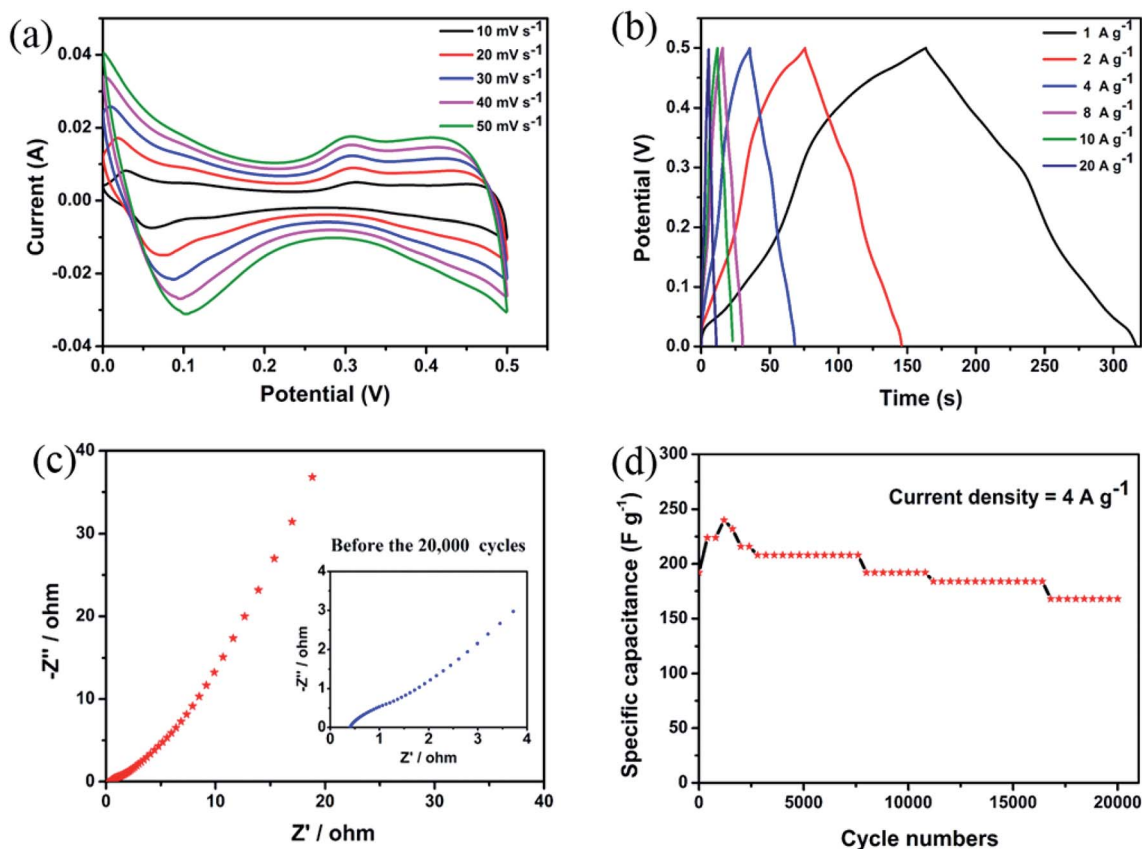 (a)
10 mV s⁻¹
20 mV s⁻¹
30 mV s⁻¹
40 mV s⁻¹
50 mV s⁻¹
0.04
0.02
0.00
-0.02
-0.04
Current (A)
0.0 0.1 0.2 0.3 0.4 0.5
Potential (V)
(b)
1 A g⁻¹
2 A g⁻¹
4 A g⁻¹
8 A g⁻¹
10 A g⁻¹
20 A g⁻¹
0.5
0.4
0.3
0.2
0.1
0.0
Potential (V)
0 50 100 150 200 250 300
Time (s)
(c)
40
30
20
10
0
-Z" / ohm
0 10 20 30 40
Z' / ohm
Before the 20,000 cycles
4
3
2
1
0
-Z" / ohm
0 1 2 3 4
Z' / ohm
(d)
Current density = 4 A g⁻¹
300
250
200
150
100
50
0
Specific capacitance (F g⁻¹)
0 5000 10000 15000 20000
Cycle numbers